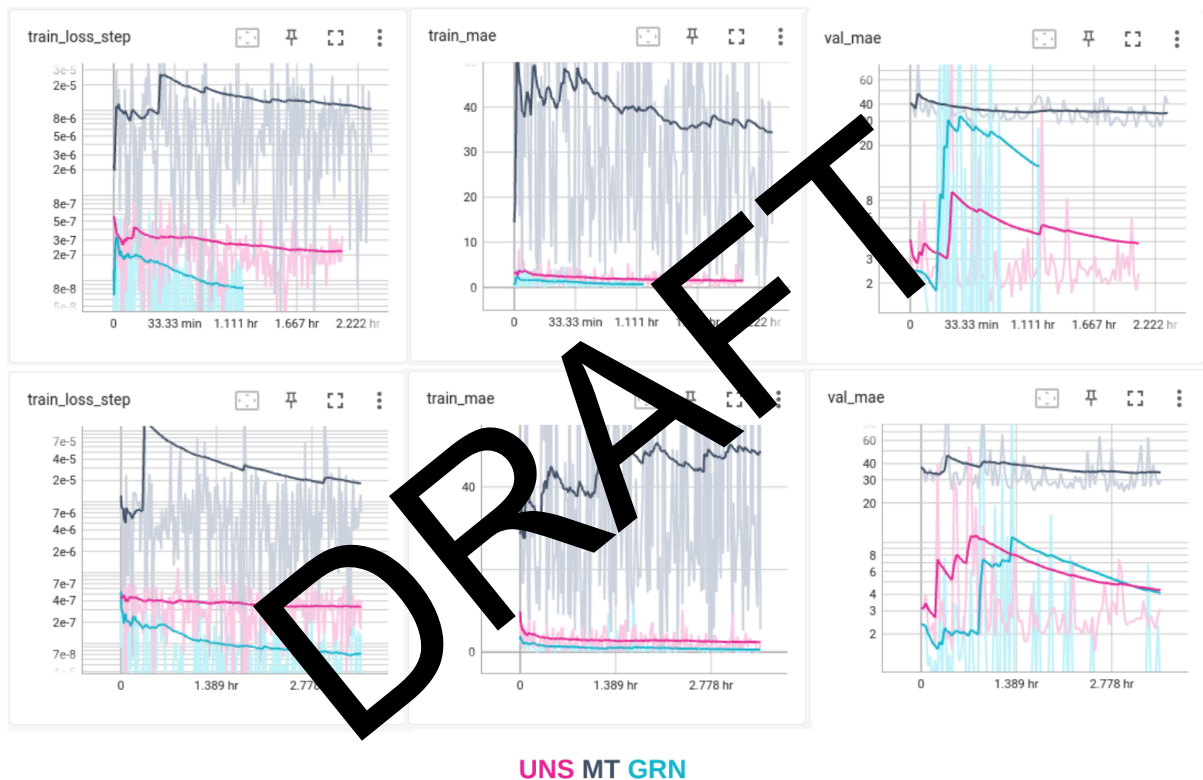 train_loss_step
train_mae
val_mae
3e-5
2e-5
8e-6
5e-6
3e-6
2e-6
8e-7
5e-7
3e-7
2e-7
8e-8
5e-8
0 33.33 min 1.111 hr 1.667 hr 2.222 hr
40
30
20
10
0
0 33.33 min 1.111 hr 22 hr
60
40
30
20
8
3
2
0 33.33 min 1.111 hr 1.667 hr 2.222 hr
train_loss_step
train_mae
val_mae
7e-5
4e-5
2e-5
7e-6
4e-6
2e-6
7e-7
4e-7
2e-7
7e-8
0 1.389 hr 2.778
40
0
0 1.389 hr 2.778 hr
60
40
30
20
8
6
4
3
2
0 1.389 hr 2.778 hr
DRAFT
UNS MT GRN